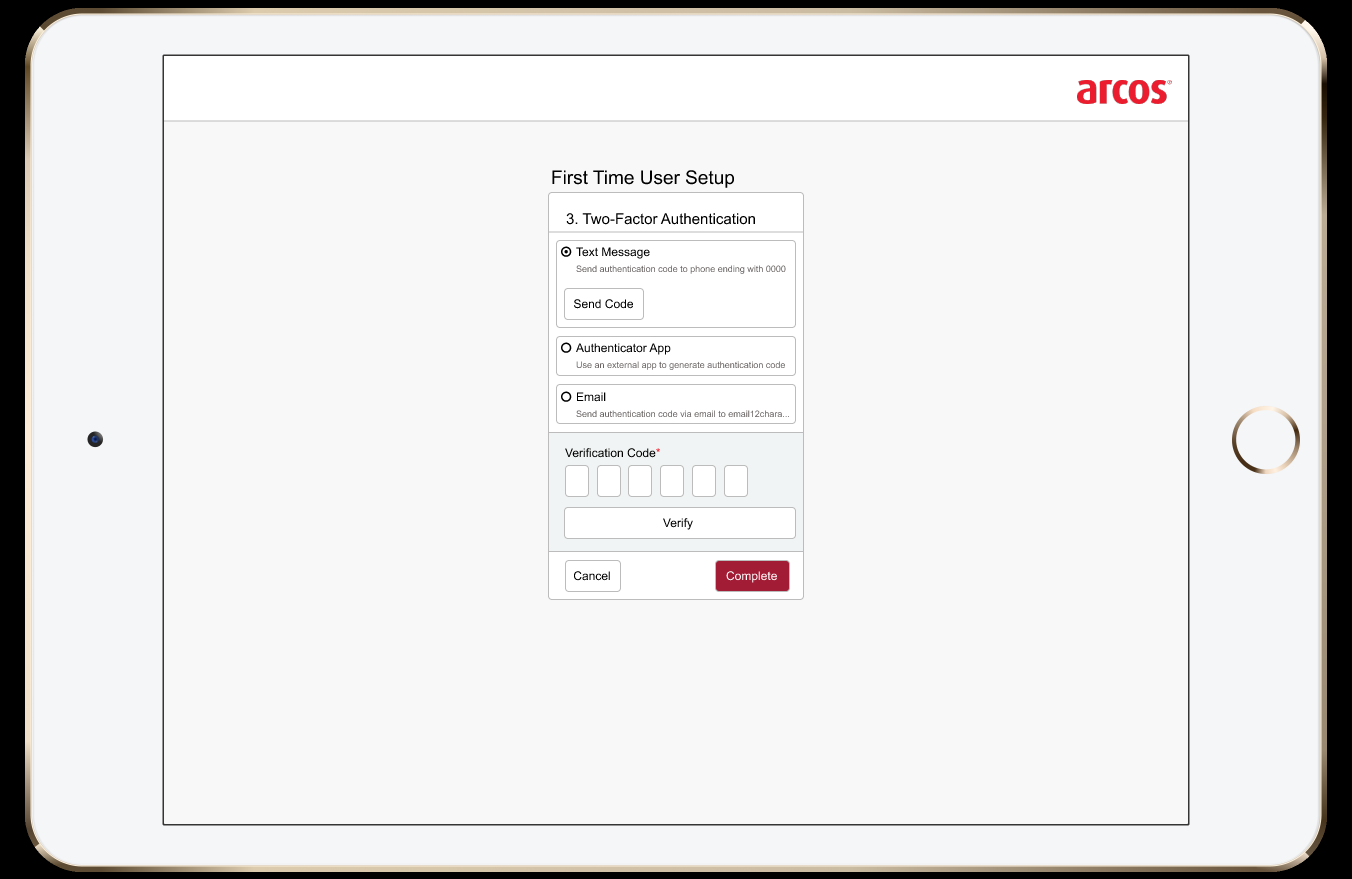 arcos®
First Time User Setup
3. Two-Factor Authentication
Text Message
Send authentication code to phone ending with 0000
Send Code
Authenticator App
Use an external app to generate authentication code
Email
Send authentication code via email to email12chara...
Verification Code*
Verify
Cancel
Complete